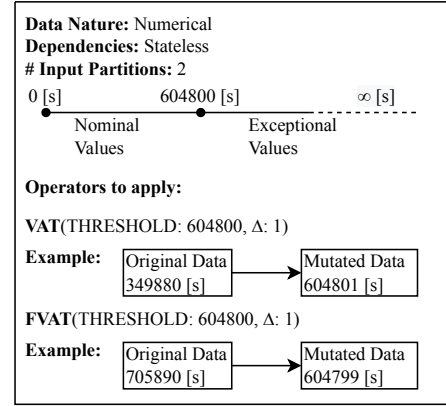 Data Nature: Numerical
Dependencies: Stateless
# Input Partitions: 2
0 [s] 604800 [s] ∞ [s]
Nominal Exceptional
Values Values
Operators to apply:
VAT(THRESHOLD: 604800, Δ: 1)
Example: Original Data Mutated Data
349880 [s] 604801 [s]
FVAT(THRESHOLD: 604800, Δ: 1)
Example: Original Data Mutated Data
705890 [s] 604799 [s]